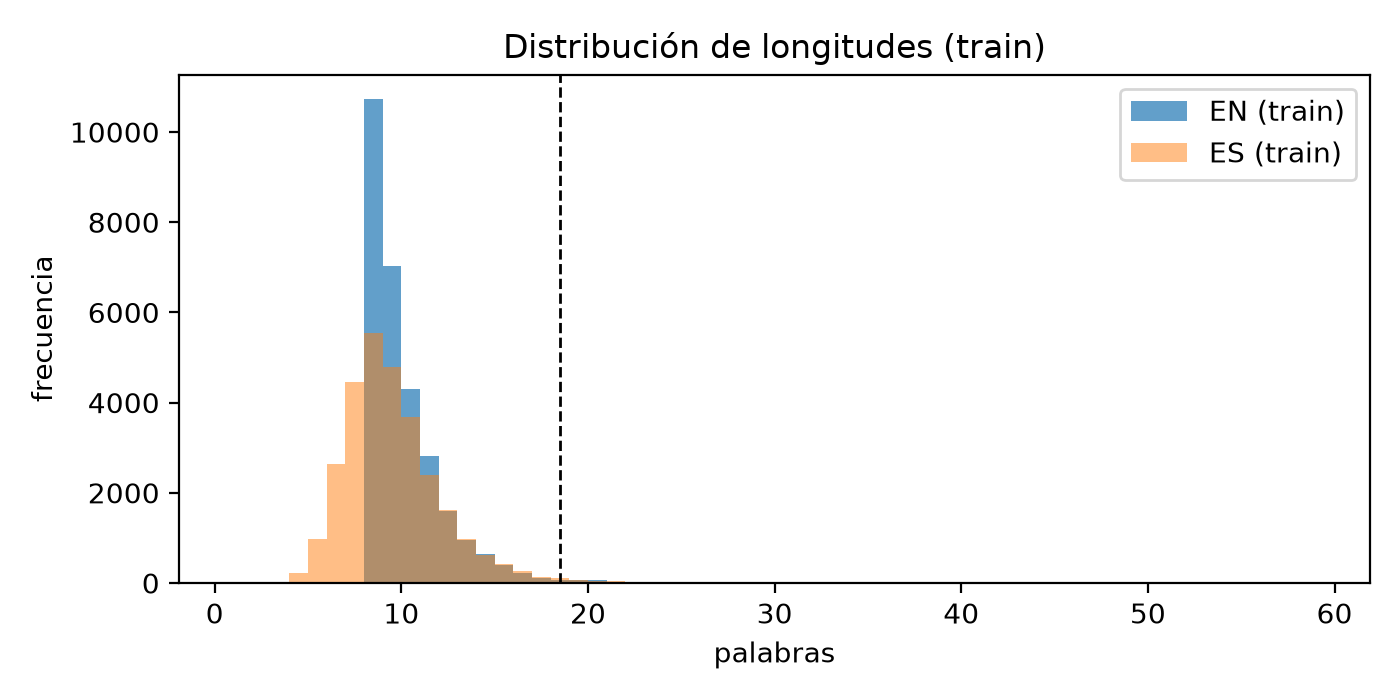 Distribución de longitudes (train)
EN (train)
ES (train)
frecuencia
10000
8000
6000
4000
2000
0
0 10 20 30 40 50 60
palabras